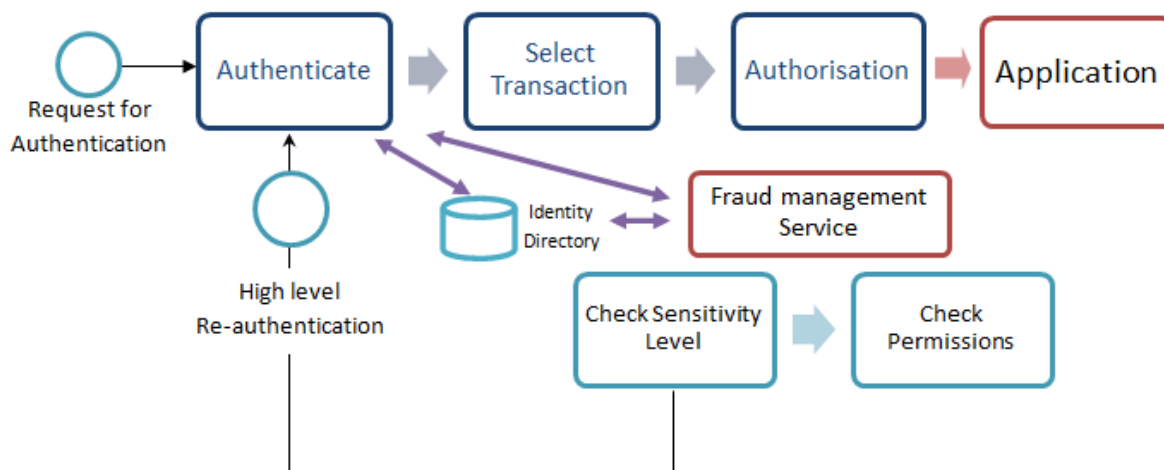 Authenticate
Select
Transaction
Authorisation
Application
Request for
Authentication
Identity
Directory
Fraud management
Service
High level
Re-authentication
Check Sensitivity
Level
Check
Permissions